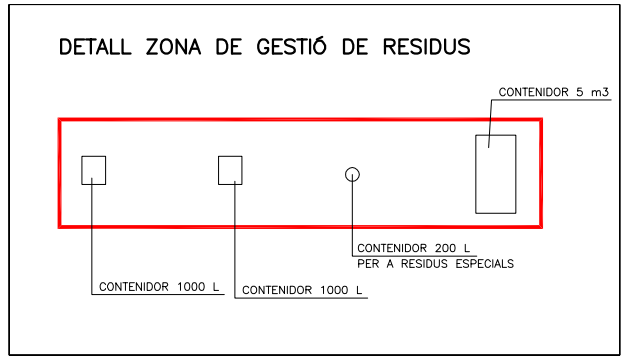 DETALL ZONA DE GESTIÓ DE RESIDUS
CONTENIDOR 5 m3
CONTENIDOR 200 L
PER A RESIDUS ESPECIALS
CONTENIDOR 1000 L
CONTENIDOR 1000 L